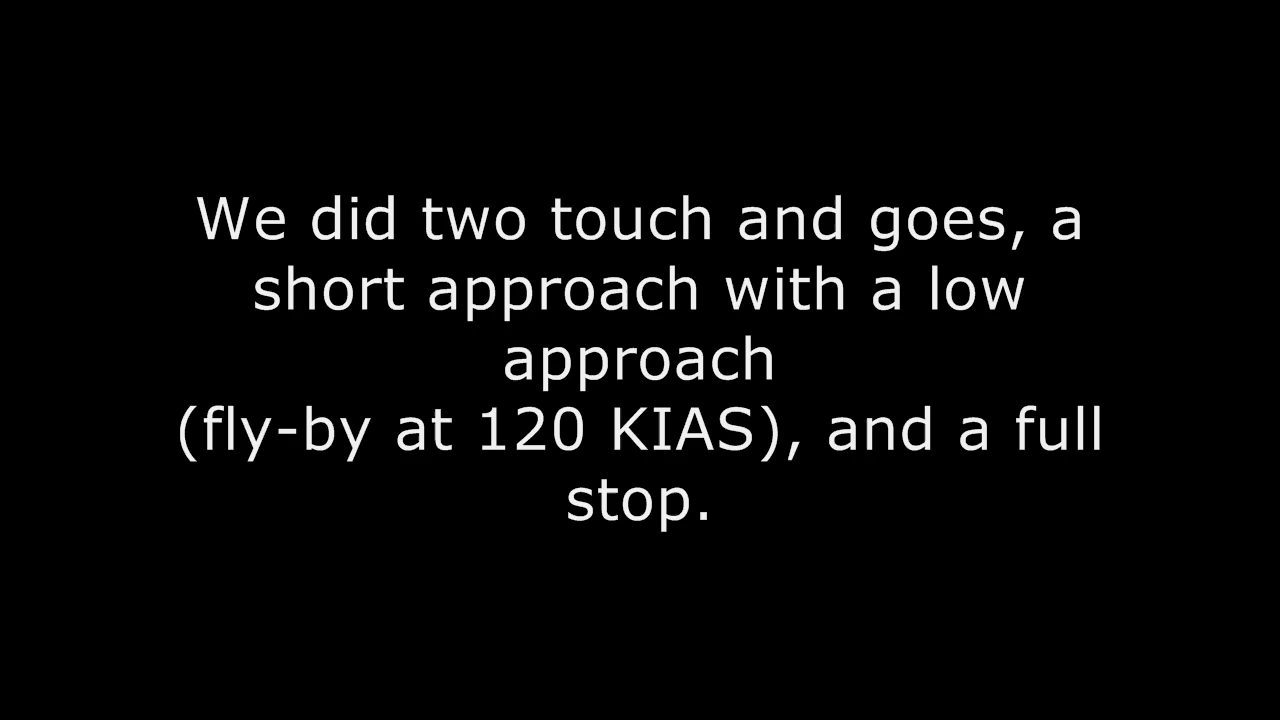 We did two touch and goes, a
short approach with a low
approach
(fly-by at 120 KIAS), and a full
stop.